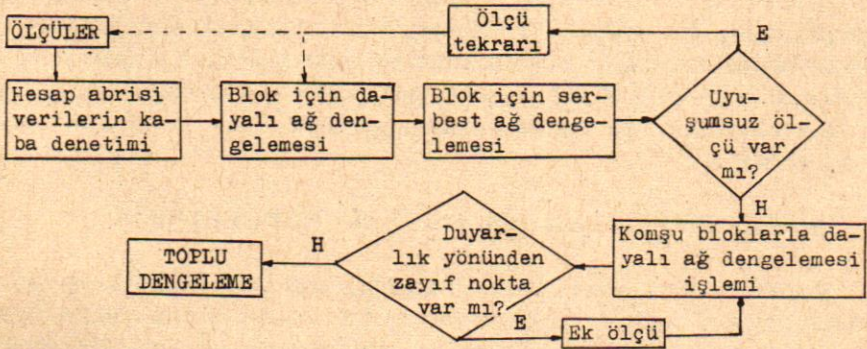 ÖLÇÜLER
Ölçü
tekrarı
E
Hesap abrisi
verilerin ka-
ba denetimi
Blok için da-
yalı ağ den-
gelemesi
Blok için ser-
best ağ denge-
lemesi
Uyu-
şumsuz öl-
çü var
mı?
H
Komşu bloklarla da-
yalı ağ dengelemesi
işlemi
Duyar-
lık yönünden
zayıf nokta
var mı?
H
TOPLU
DENGELEME
E
Ek ölçü